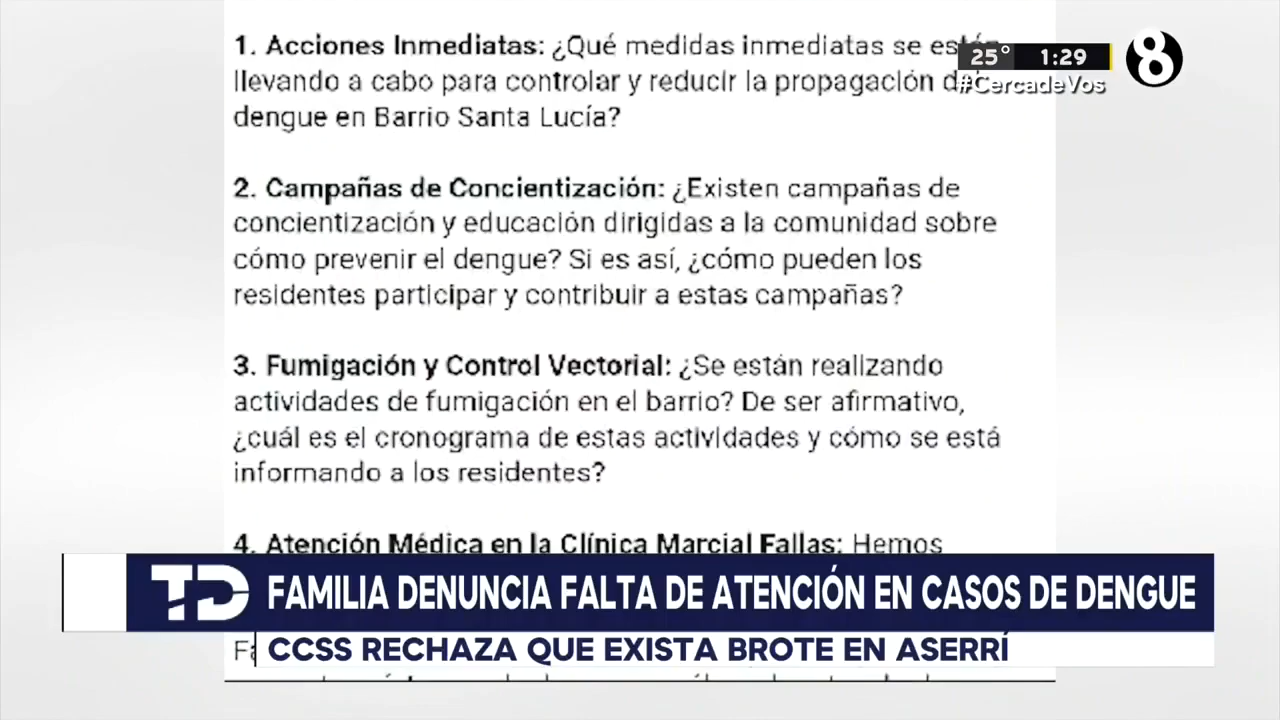 1. Acciones Inmediatas: ¿Qué medidas inmediatas se están
llevando a cabo para controlar y reducir la propagación del
dengue en Barrio Santa Lucía?
2. Campañas de Concientización: ¿Existen campañas de
concientización y educación dirigidas a la comunidad sobre
cómo prevenir el dengue? Si es así, ¿cómo pueden los
residentes participar y contribuir a estas campañas?
3. Fumigación y Control Vectorial: ¿Se están realizando
actividades de fumigación en el barrio? De ser afirmativo,
¿cuál es el cronograma de estas actividades y cómo se está
informando a los residentes?
4. Atención Médica en la Clínica Marcial Fallas: Hemos
25° 1:29 8
#CercadeVos
TD FAMILIA DENUNCIA FALTA DE ATENCIÓN EN CASOS DE DENGUE
CCSS RECHAZA QUE EXISTA BROTE EN ASERRÍ